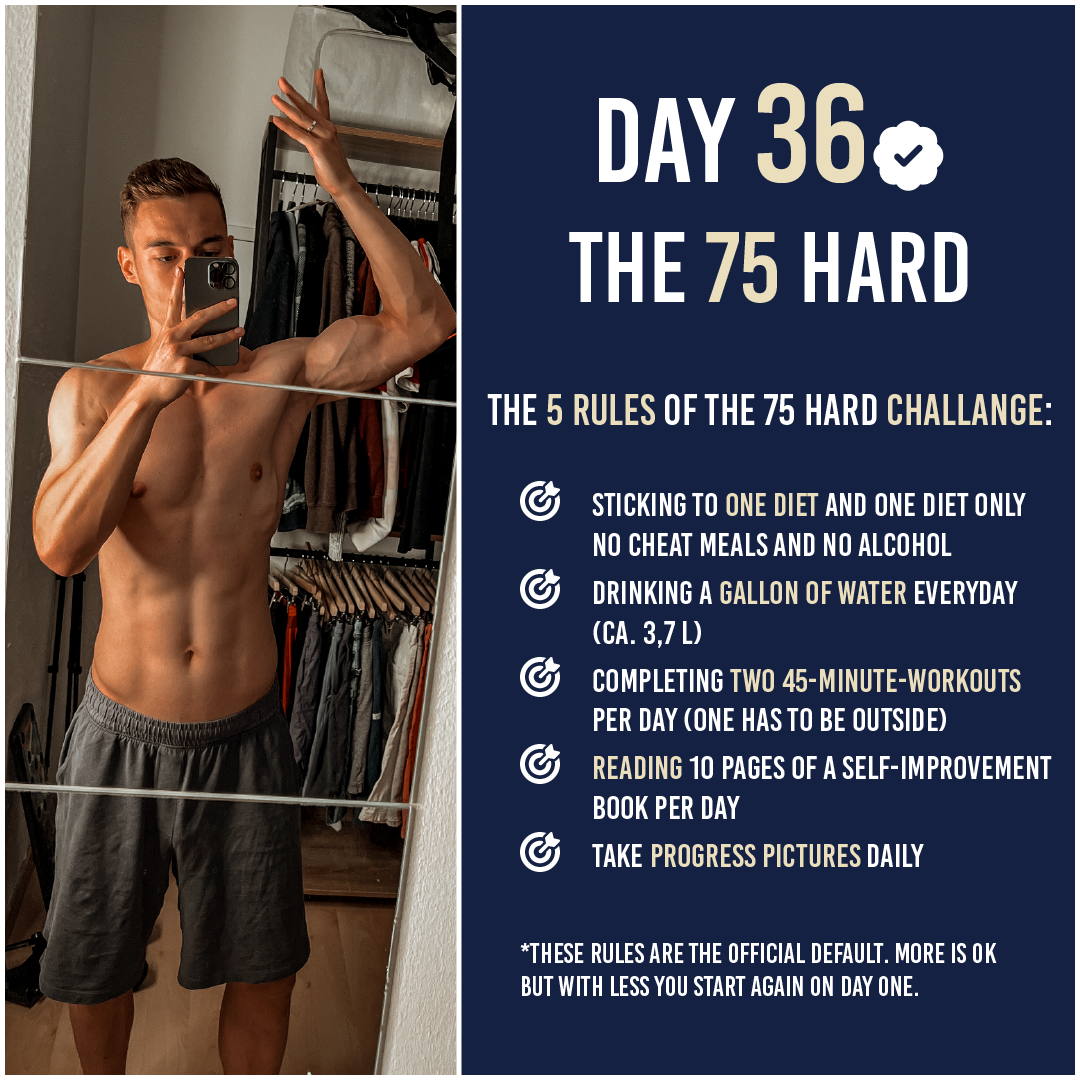 DAY 36
THE 75 HARD
THE 5 RULES OF THE 75 HARD CHALLANGE:
STICKING TO ONE DIET AND ONE DIET ONLY
NO CHEAT MEALS AND NO ALCOHOL
DRINKING A GALLON OF WATER EVERYDAY
(CA. 3,7 L)
COMPLETING TWO 45-MINUTE-WORKOUTS
PER DAY (ONE HAS TO BE OUTSIDE)
READING 10 PAGES OF A SELF-IMPROVEMENT
BOOK PER DAY
TAKE PROGRESS PICTURES DAILY
*THESE RULES ARE THE OFFICIAL DEFAULT. MORE IS OK
BUT WITH LESS YOU START AGAIN ON DAY ONE.